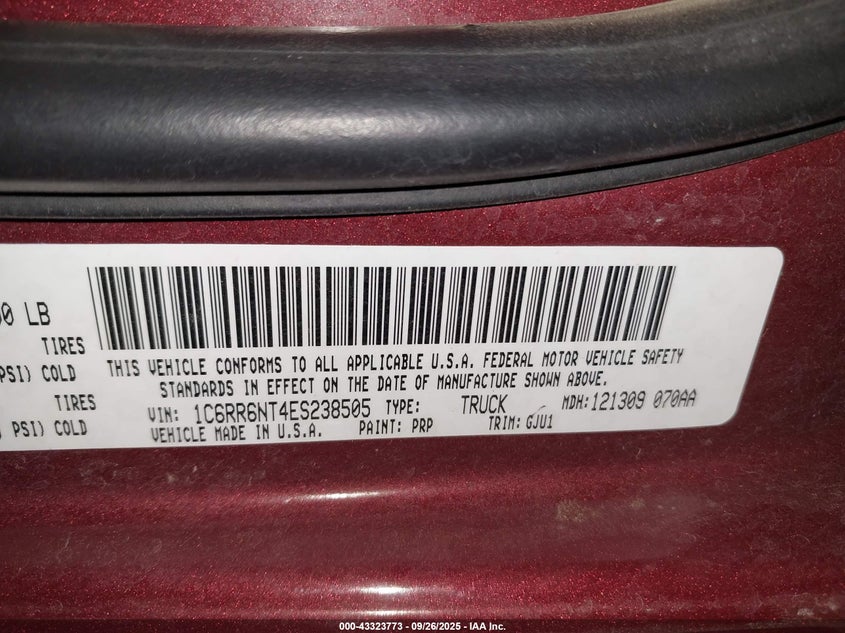 00 LB
TIRES
PSI) COLD
TIRES
PSI) COLD
THIS VEHICLE CONFORMS TO ALL APPLICABLE U.S.A. FEDERAL MOTOR VEHICLE SAFETY
STANDARDS IN EFFECT ON THE DATE OF MANUFACTURE SHOWN ABOVE.
VIN: 1C6RR6NT4ES238505 TYPE: TRUCK MDH: 121309 070AA
VEHICLE MADE IN U.S.A. PAINT: PRP TRIM: GJU1
000-43323773 - 09/26/2025 - IAA Inc.